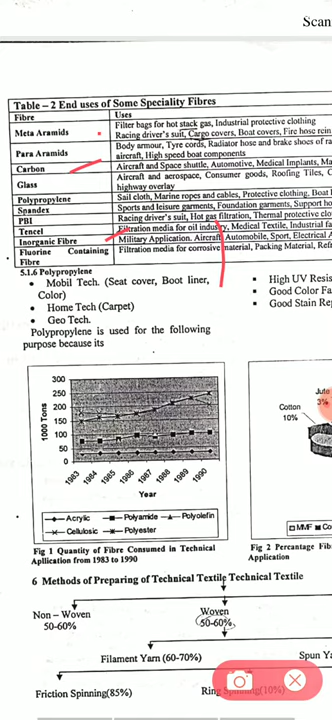 Scan
Table – 2 End uses of Some Speciality Fibres
Fibre Uses
Meta Aramids Filter bags for hot stack gas, Industrial protective clothing
Racing driver's suit, Cargo covers, Boat covers, Fire hose rein
Para Aramids Body armour, Tyre cords, Radiator hose and brake shoes of ra
aircraft, High speed boat components
Carbon Aircraft and Space shuttle, Automotive, Medical Implants, Ma
Glass Aircraft and aerospace, Consumer goods, Roofing Tiles, C
highway overlay
Polypropylene Sail cloth, Marine ropes and cables, Protective clothing, Boat
Spandex Sports and leisure garments, Foundation garments, Support ho
PBI Racing driver's suit, Hot gas filtration, Thermal protective clo
Tencel Filtration media for oil industry, Medical Textile, Industrial fa
Inorganic Fibre Military Application. Aircraft, Automobile, Sport, Electrical A
Fluorine Containing Fibre Filtration media for corrosive material, Packing Material, Refr
5.1.6 Polypropylene
• Mobil Tech. (Seat cover, Boot liner,
Color)
• Home Tech (Carpet)
• Geo Tech.
Polypropylene is used for the following
purpose because its
• High UV Resis
• Good Color Fa
• Good Stain Rep
1000 Tons
300
250
200
150
100
50
0
1983 1984 1985 1986 1987 1988 1989 1990
Year
Acrylic Polyamide Polyolefin
Cellulosic Polyester
Fig 1 Quantity of Fibre Consumed in Technical
Apllication from 1983 to 1990
Jute
3%
Cotton
10%
MMF Co
Fig 2 Percantage Fib
Application
6 Methods of Preparing of Technical Textile Technical Textile
Non – Woven
50-60%
Woven
50-60%
Filament Yarn (60-70%) Spun Ya
Friction Spinning(85%) Ring Spinning(10%)